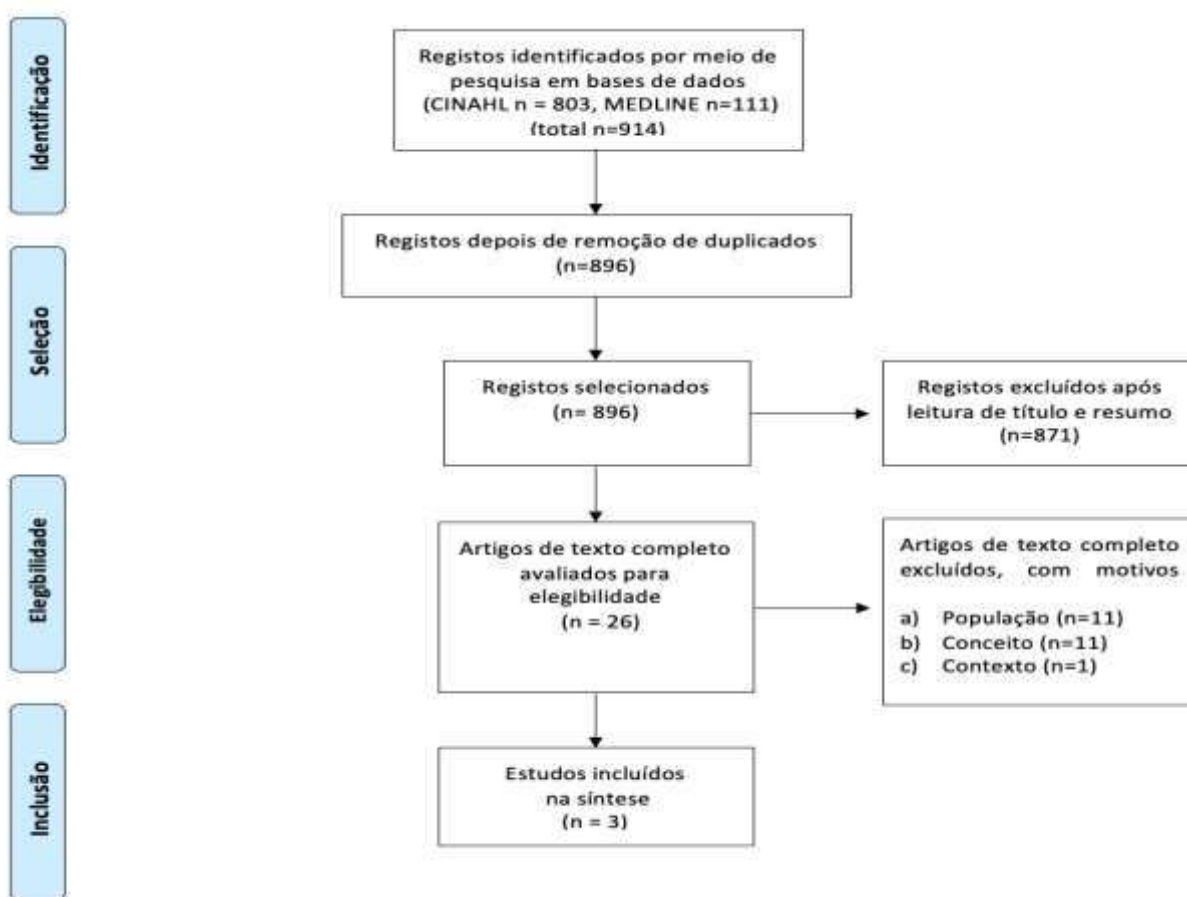 Identificação
Registos identificados por meio de
pesquisa em bases de dados
(CINAHL n = 803, MEDLINE n=111)
(total n=914)
Registos depois de remoção de duplicados
(n=896)
Seleção
Registos selecionados
(n= 896)
Registos excluídos após
leitura de título e resumo
(n=871)
Elegibilidade
Artigos de texto completo
avaliados para
elegibilidade
(n = 26)
Artigos de texto completo
excluídos, com motivos
a) População (n=11)
b) Conceito (n=11)
c) Contexto (n=1)
Inclusão
Estudos incluídos
na síntese
(n = 3)